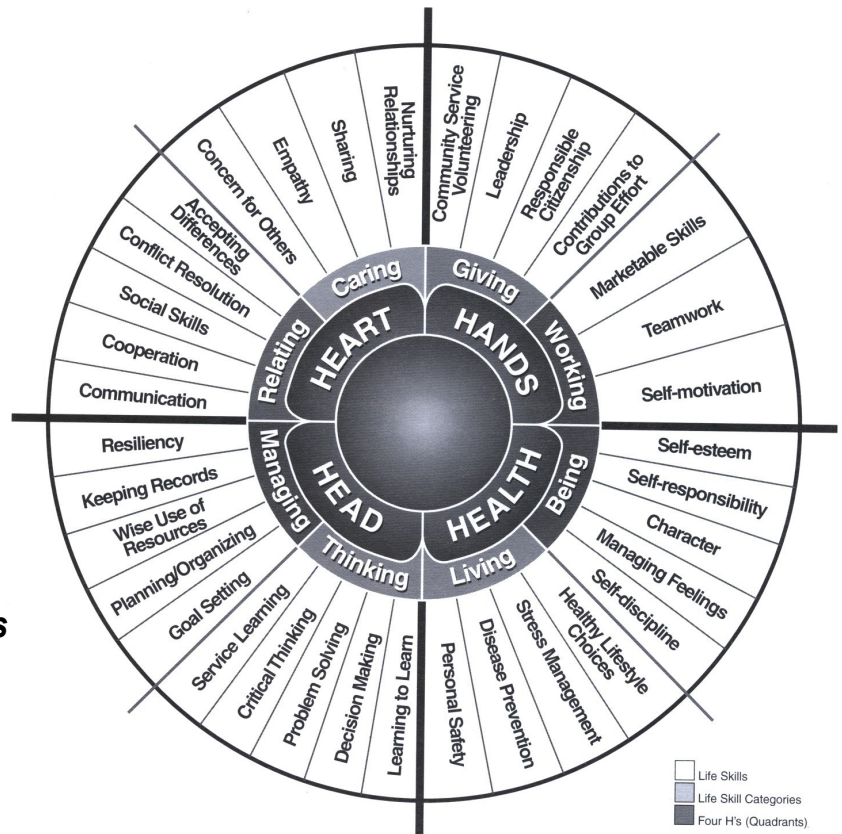 Nurturing
Relationships
Sharing
Empathy
Concern for Others
Accepting
Differences
Conflict Resolution
Social Skills
Cooperation
Communication
Community Service
Volunteering
Leadership
Responsible
Citizenship
Contributions to
Group Effort
Marketable Skills
Teamwork
Self-motivation
Caring
Giving
Relating
Working
HEART
HANDS
Managing
Being
HEAD
HEALTH
Thinking
Living
Resiliency
Keeping Records
Wise Use of
Resources
Planning/Organizing
Goal Setting
Service Learning
Critical Thinking
Problem Solving
Decision Making
Learning to Learn
Self-esteem
Self-responsibility
Character
Managing Feelings
Self-discipline
Healthy Lifestyle
Choices
Stress Management
Disease Prevention
Personal Safety
s
Life Skills
Life Skill Categories
Four H's (Quadrants)